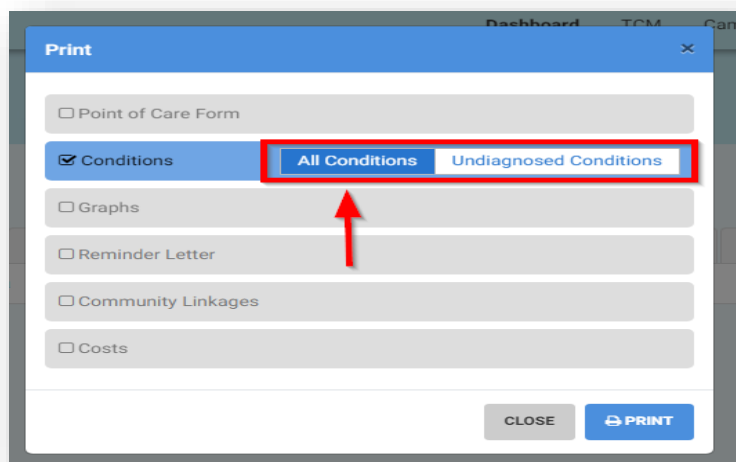 Dashboard TCM
Print ×
Point of Care Form
Conditions All Conditions Undiagnosed Conditions
Graphs
Reminder Letter
Community Linkages
Costs
CLOSE PRINT